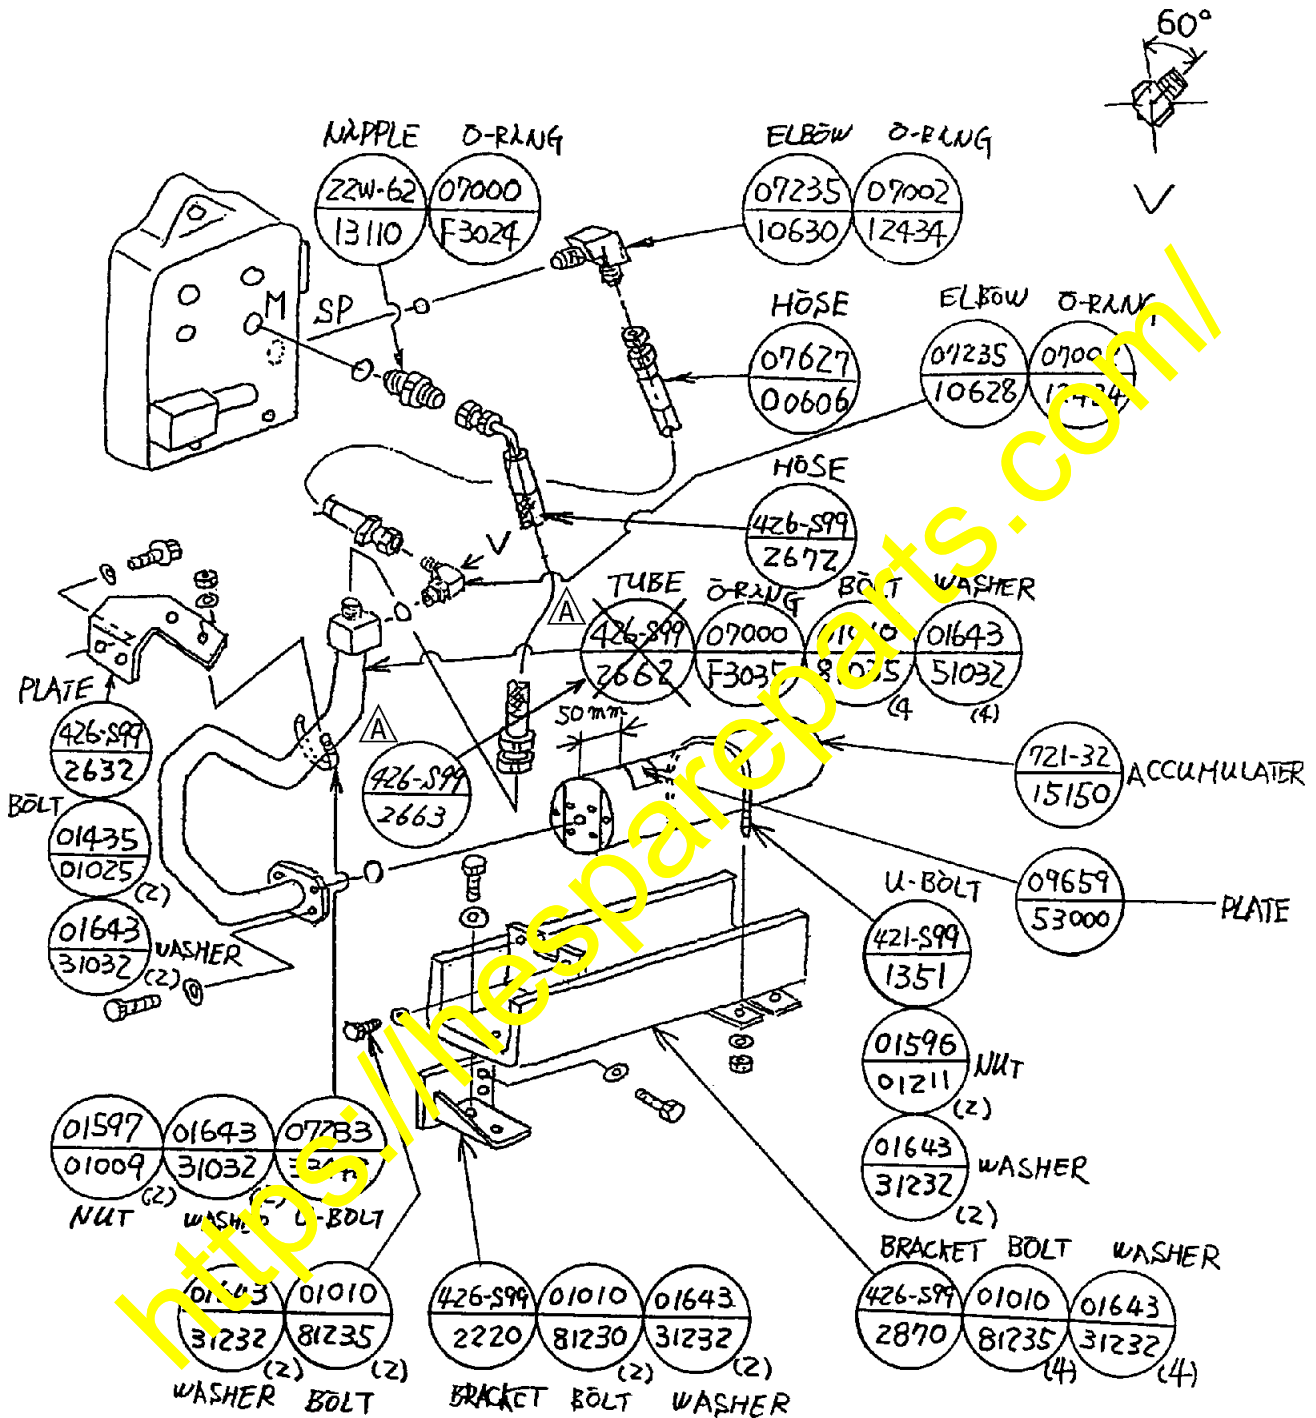 60°
NIPPLE O-RING
22W-62 07000
13110 F3024
ELBOW O-RING
07235 07002
10630 12434
V
M SP
HOSE
07627
00606
ELBOW O-RING
07235
10628
HOSE
426-S99
2672
V
TUBE O-RING BOLT WASHER
A 426-S99 07000 01010 01643
2662 F3035 51032
(4 (4)
PLATE
426-S99
2632
A
426-S99
2663
50mm
721-32
15150
ACCUMULATER
BOLT
01435
01025 (2)
01643
31032 (2)
WASHER
U-BOLT
421-S99
1351
09659
53000
PLATE
01596
01211 (2)
NUT
01643
31232 (2)
WASHER
01597 01643 07283
01009 (2) 31032 (2)
NUT WASHER U-BOLT
01643 01010
31232 (2) 81235 (2)
WASHER BOLT
426-S99 01010 01643
2220 81230 (2) 31232 (2)
BRACKET BOLT WASHER
BRACKET BOLT WASHER
426-S99 01010 01643
2870 81235 (4) 31232 (4)
https://hespareparts.com/